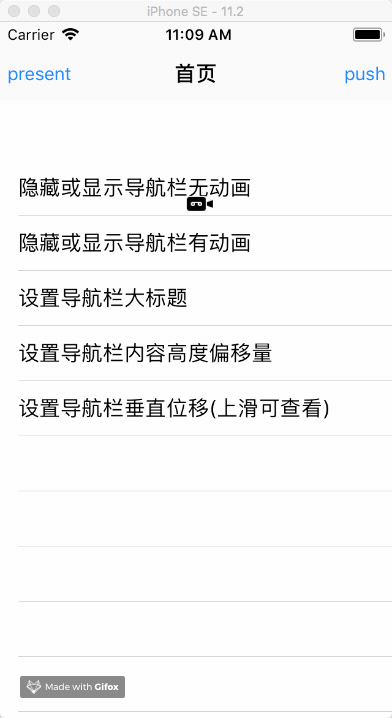 iPhone SE - 11.2
Carrier 11:09 AM
present 首页 push
隐藏或显示导航栏无动画
隐藏或显示导航栏有动画
设置导航栏大标题
设置导航栏内容高度偏移量
设置导航栏垂直位移(上滑可查看)
Made with Gifox